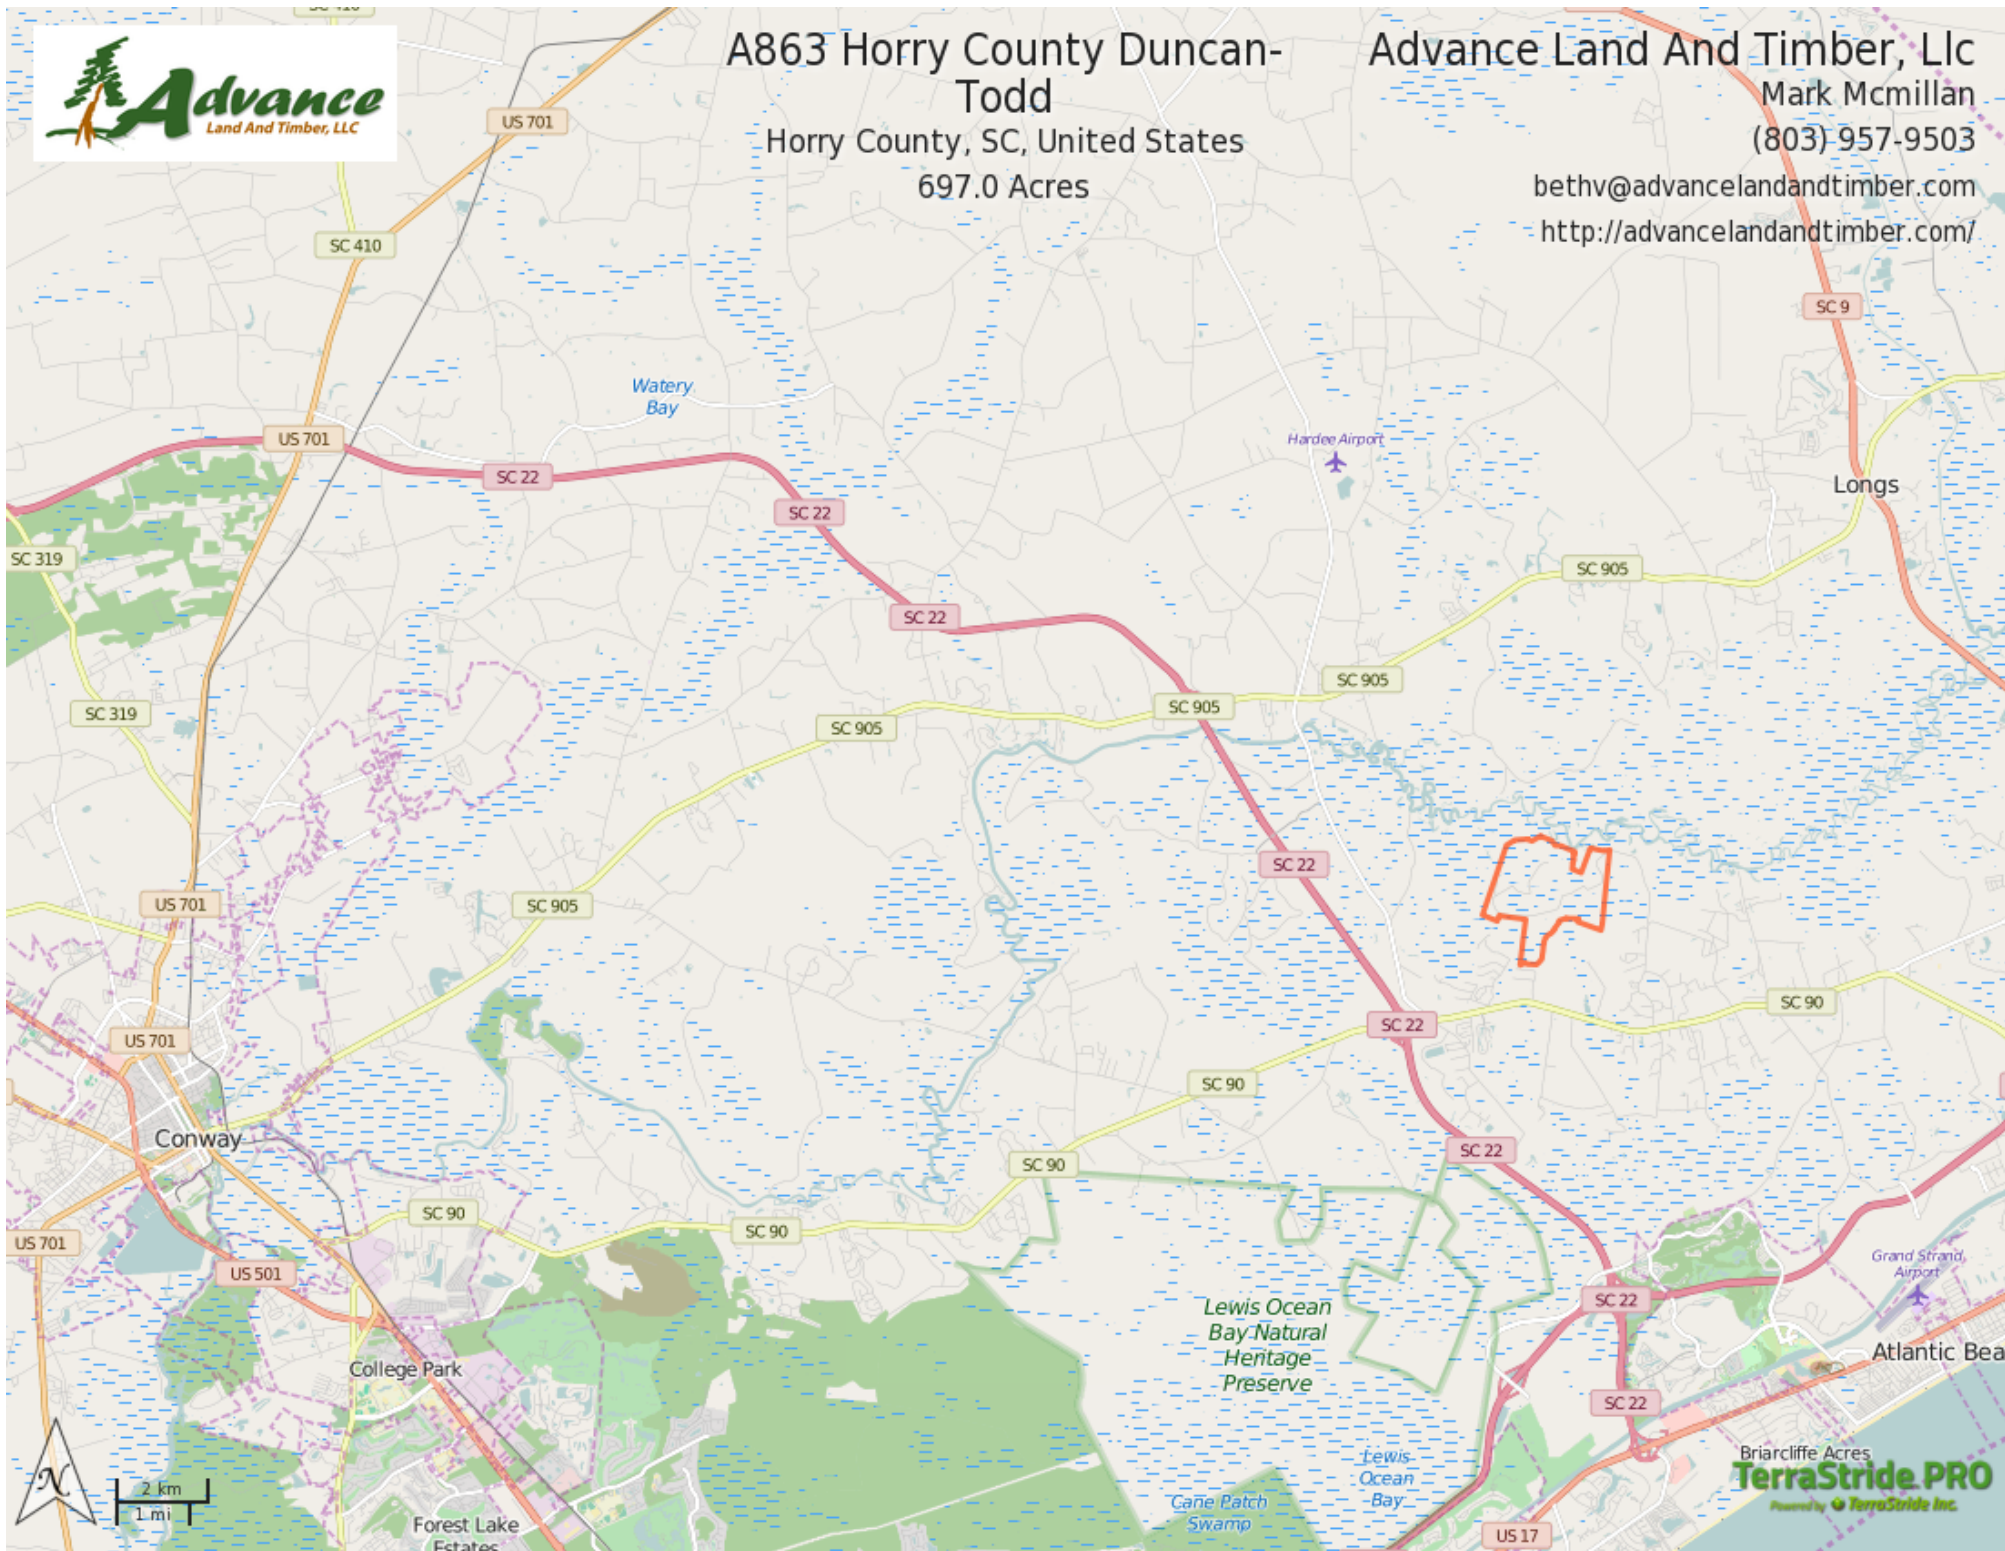 SC 410
Advance
Land And Timber, LLC
A863 Horry County Duncan-
Todd
Horry County, SC, United States
697.0 Acres
Advance Land And Timber, Llc
Mark Mcmillan
(803) 957-9503
bethv@advancelandandtimber.com
http://advancelandandtimber.com/
US 701
SC 410
SC 9
Watery
Bay
US 701
Hardee Airport
SC 22
Longs
SC 22
SC 319
SC 905
SC 22
SC 905
SC 319
SC 905
SC 905
SC 22
US 701
SC 905
SC 90
SC 22
US 701
SC 90
Conway
SC 22
SC 90
SC 90
SC 90
US 701
US 501
Grand Strand
Airport
SC 22
Lewis Ocean
Bay Natural
Heritage
Preserve
Atlantic Bea
College Park
SC 22
Briarcliffe Acres
Lewis
Ocean
Bay
TerraStride PRO
Powered by TerraStride Inc.
N
2 km
1 mi
Cane Patch
Swamp
Forest Lake
Estates
US 17